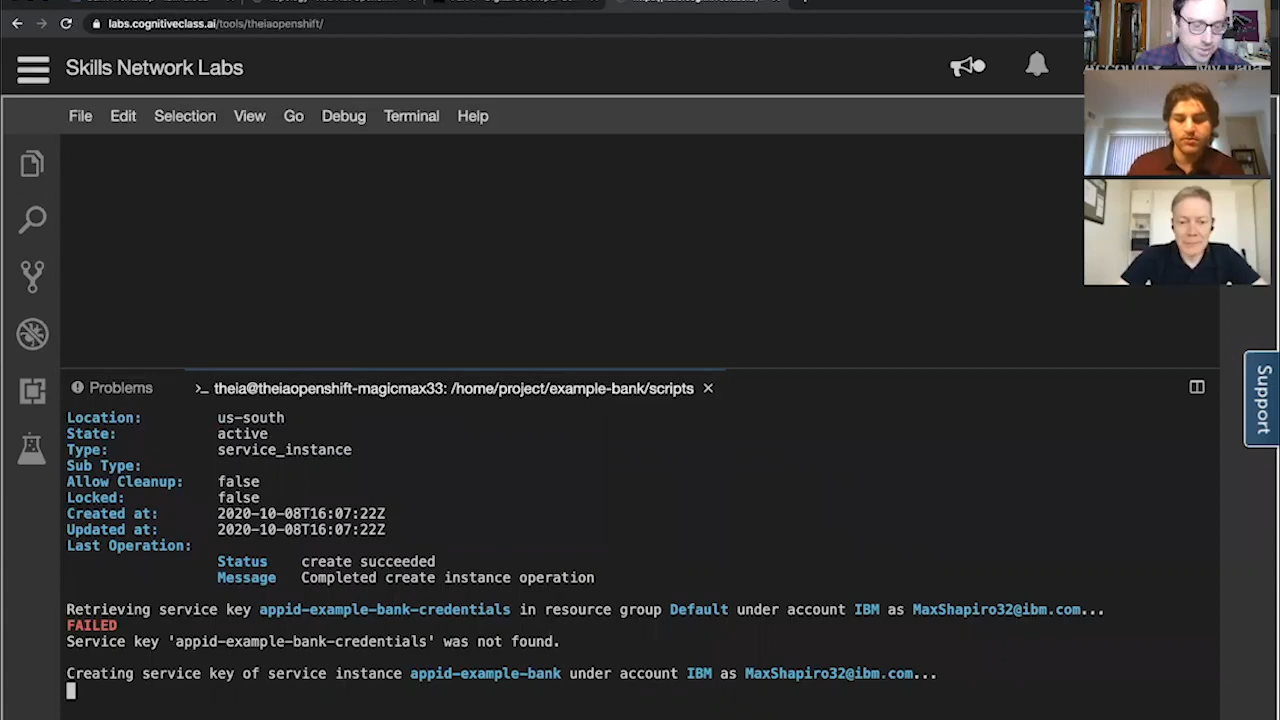 labs.cognitiveclass.ai/tools/theiaopenshift/
Skills Network Labs
File Edit Selection View Go Debug Terminal Help
Support
Problems >_ theia@theiaopenshift-magicmax33: /home/project/example-bank/scripts ×
Location: us-south
State: active
Type: service_instance
Sub Type:
Allow Cleanup: false
Locked: false
Created at: 2020-10-08T16:07:22Z
Updated at: 2020-10-08T16:07:22Z
Last Operation:
Status create succeeded
Message Completed create instance operation
Retrieving service key appid-example-bank-credentials in resource group Default under account IBM as MaxShapiro32@ibm.com...
FAILED
Service key 'appid-example-bank-credentials' was not found.
Creating service key of service instance appid-example-bank under account IBM as MaxShapiro32@ibm.com...